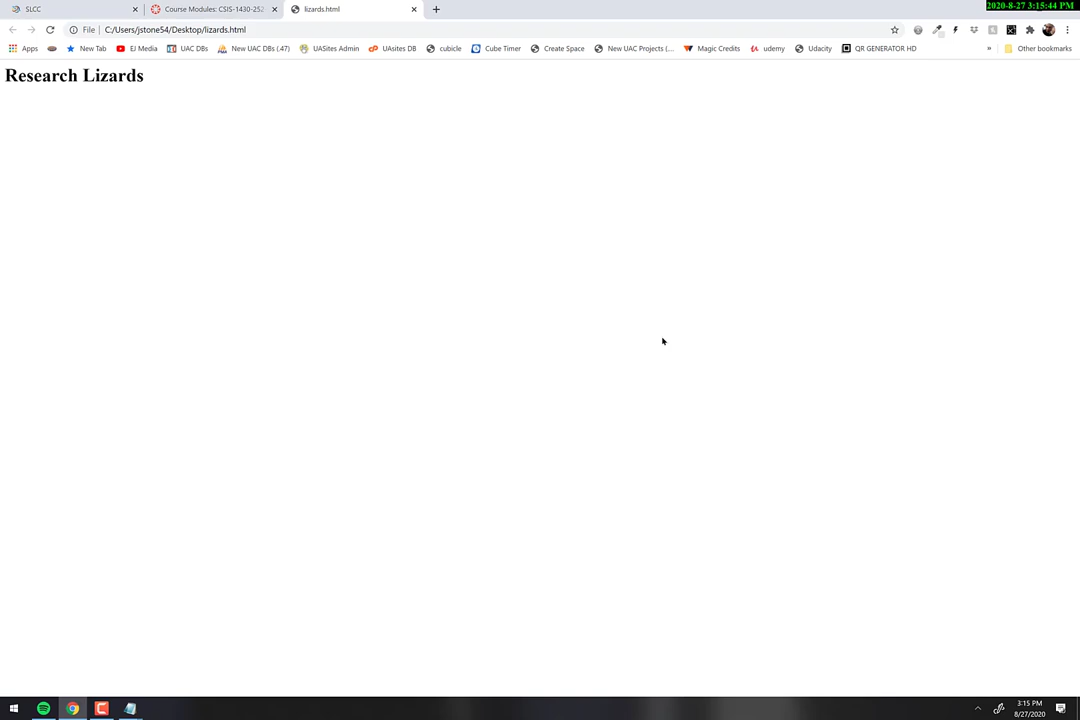 2020-8-27 3:15:44 PM
SLCC
Course Modules: CSIS-1430-252
lizards.html
File
C:/Users/jstone54/Desktop/lizards.html
Apps
New Tab
EJ Media
UAC DBs
New UAC DBs (.47)
UASites Admin
UAsites DB
cubicle
Cube Timer
Create Space
New UAC Projects (...
Magic Credits
udemy
Udacity
QR GENERATOR HD
»
Other bookmarks
Research Lizards
3:15 PM
8/27/2020